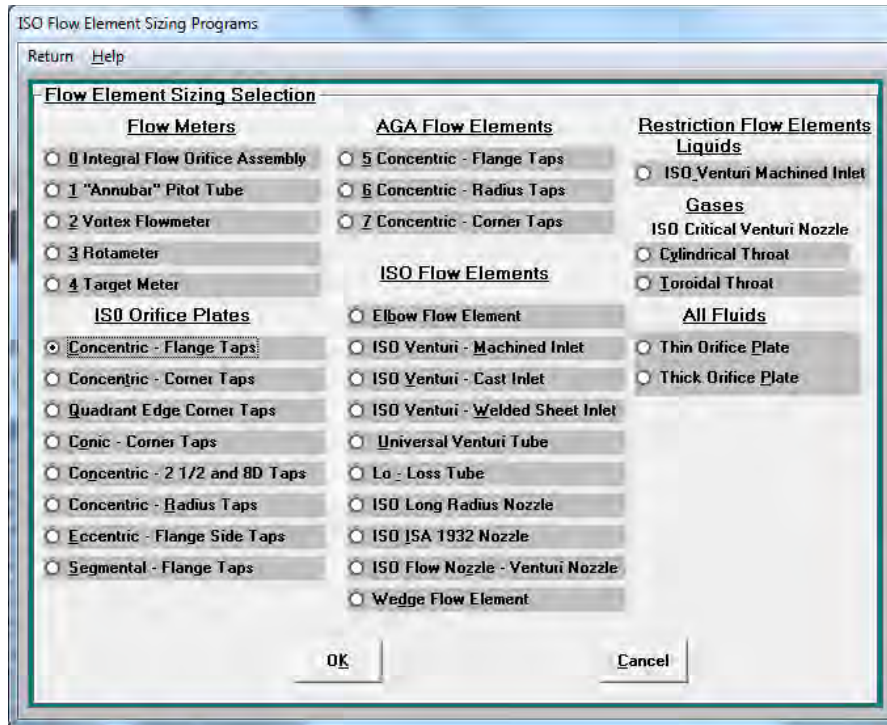 ISO Flow Element Sizing Programs
Return Help
Flow Element Sizing Selection
Flow Meters
0 Integral Flow Orifice Assembly
1 "Annubar" Pitot Tube
2 Vortex Flowmeter
3 Rotameter
4 Target Meter
ISO Orifice Plates
Concentric - Flange Taps
Concentric - Corner Taps
Quadrant Edge Corner Taps
Conic - Corner Taps
Concentric - 2 1/2 and 8D Taps
Concentric - Radius Taps
Eccentric - Flange Side Taps
Segmental - Flange Taps
AGA Flow Elements
5 Concentric - Flange Taps
6 Concentric - Radius Taps
7 Concentric - Corner Taps
ISO Flow Elements
Elbow Flow Element
ISO Venturi - Machined Inlet
ISO Venturi - Cast Inlet
ISO Venturi - Welded Sheet Inlet
Universal Venturi Tube
Lo - Loss Tube
ISO Long Radius Nozzle
ISO ISA 1932 Nozzle
ISO Flow Nozzle - Venturi Nozzle
Wedge Flow Element
Restriction Flow Elements
Liquids
ISO Venturi Machined Inlet
Gases
ISO Critical Venturi Nozzle
Cylindrical Throat
Toroidal Throat
All Fluids
Thin Orifice Plate
Thick Orifice Plate
OK
Cancel